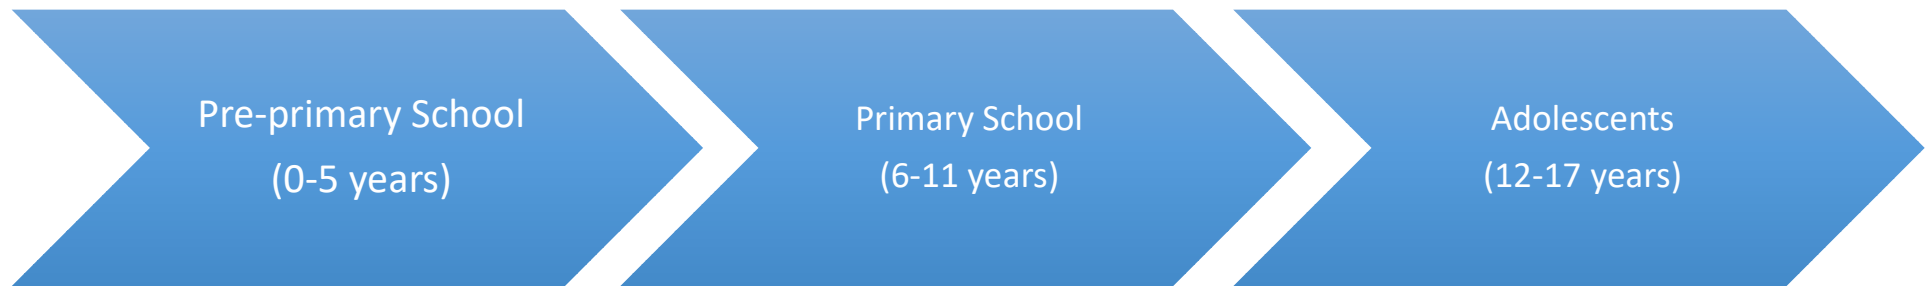 Pre-primary School
(0-5 years)
Primary School
(6-11 years)
Adolescents
(12-17 years)